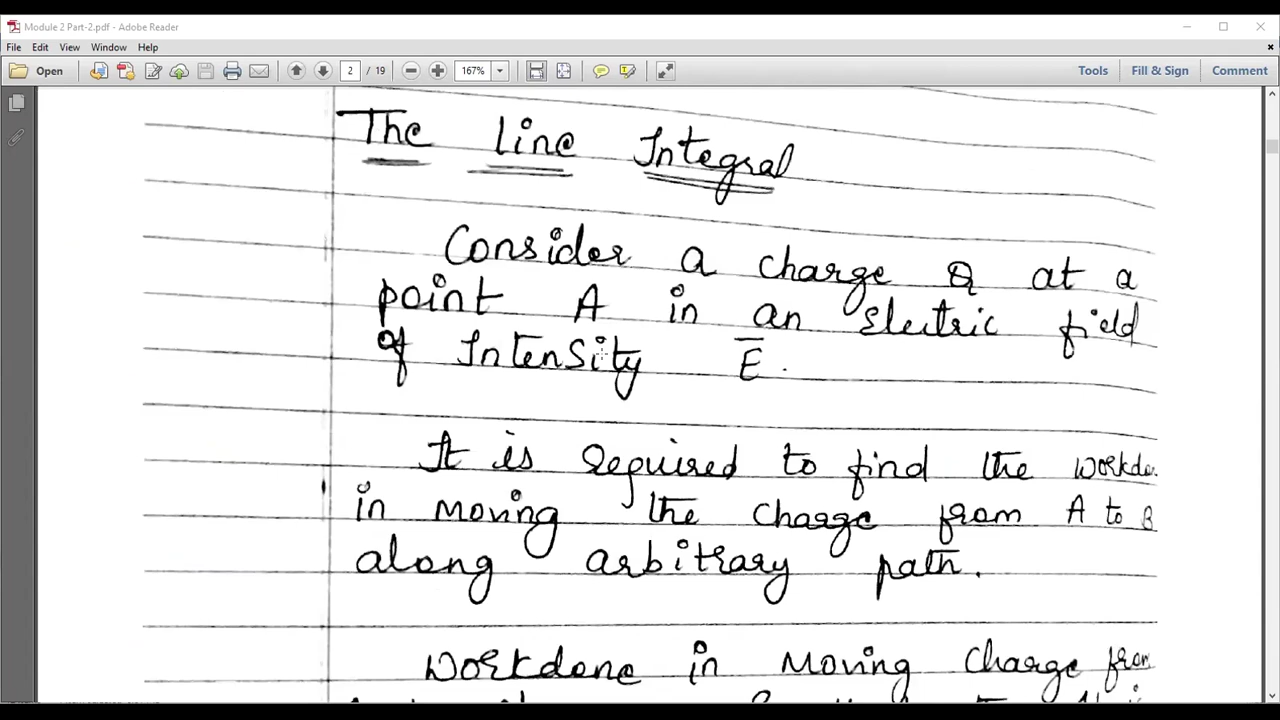 Module 2 Part-2.pdf - Adobe Reader
File Edit View Window Help
Open 2 / 19 167% Tools Fill & Sign Comment
The line Integral
Consider a charge Q at a
point A in an Electric field
of Intensity E̅.
It is required to find the workdo
in moving the charge from A to B
along arbitrary path.
Workdone in moving charge from